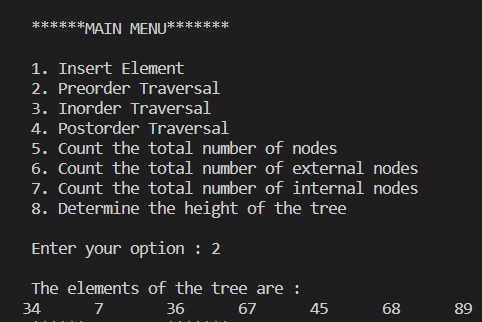 ******MAIN MENU*******
1. Insert Element
2. Preorder Traversal
3. Inorder Traversal
4. Postorder Traversal
5. Count the total number of nodes
6. Count the total number of external nodes
7. Count the total number of internal nodes
8. Determine the height of the tree
Enter your option : 2
The elements of the tree are :
34 7 36 67 45 68 89